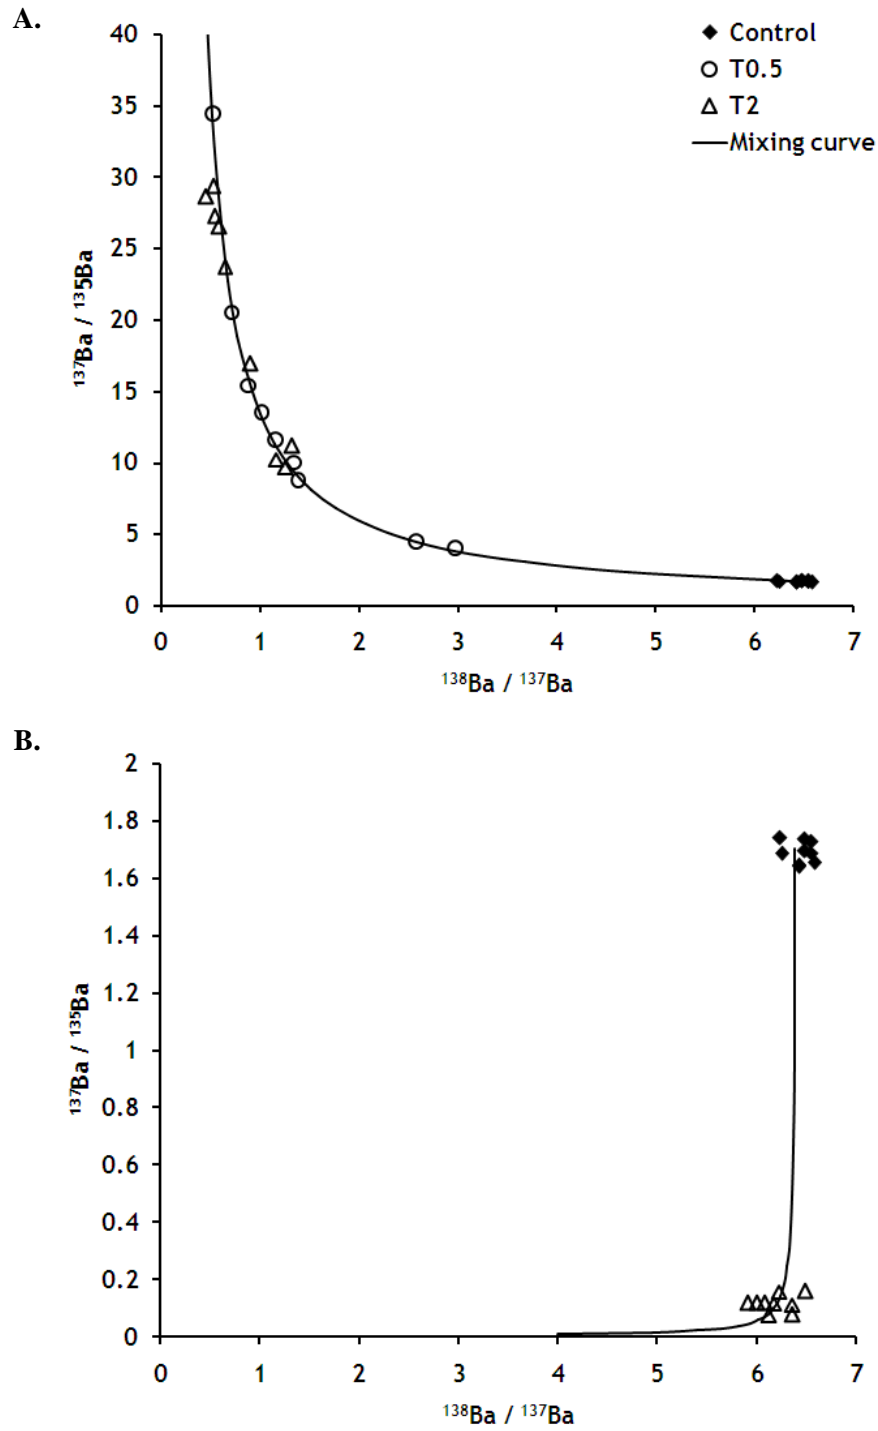 A.
40
35
30
25
20
15
10
5
0
¹³⁷Ba / ¹³5Ba
0 1 2 3 4 5 6 7
¹³⁸Ba / ¹³⁷Ba
Control
T0.5
T2
Mixing curve
B.
2
1.8
1.6
1.4
1.2
1
0.8
0.6
0.4
0.2
0
¹³⁷Ba / ¹³⁵Ba
0 1 2 3 4 5 6 7
¹³⁸Ba / ¹³⁷Ba